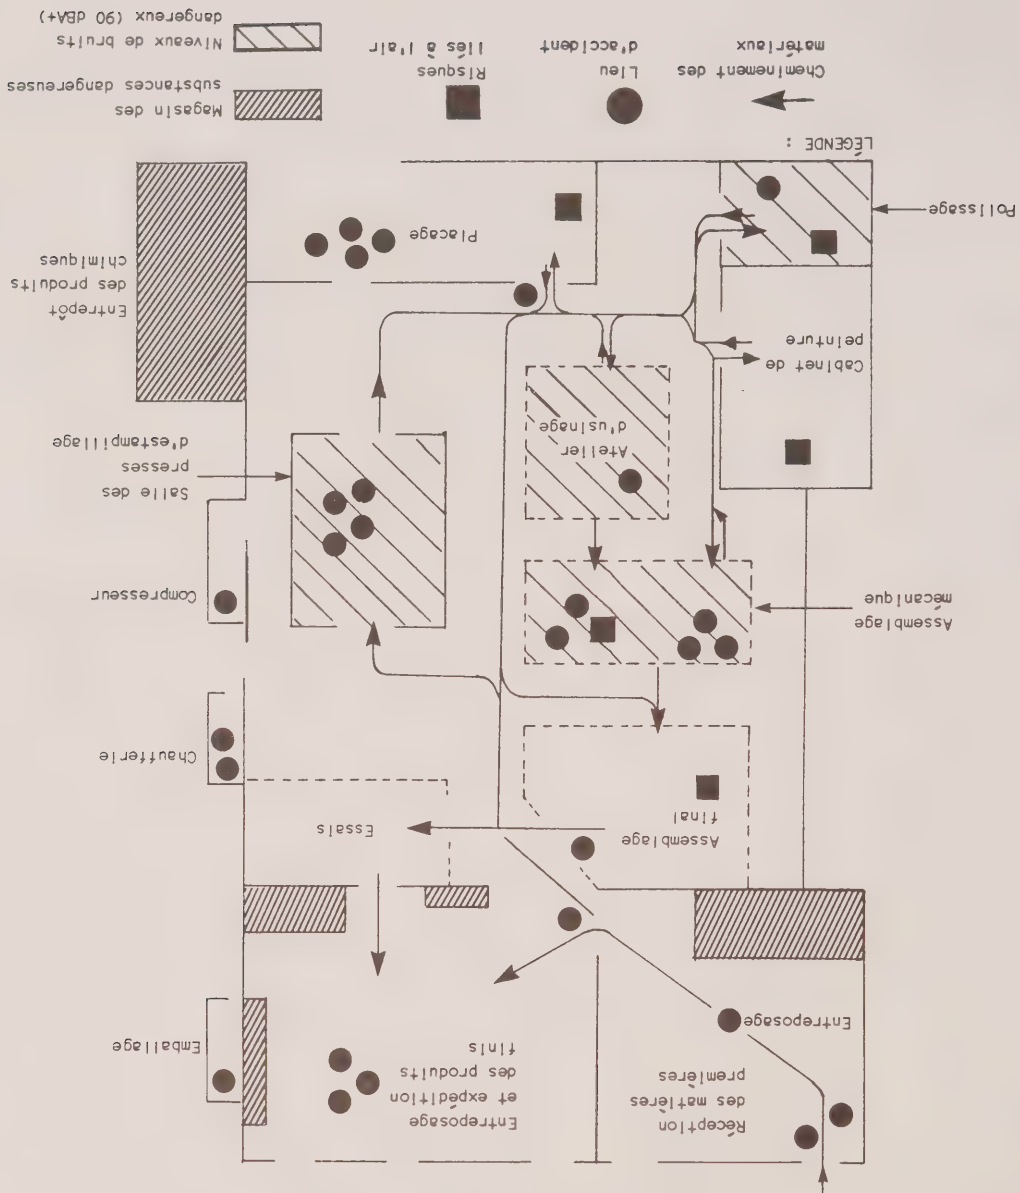 Réception
des matières
premières
Entreposage
Entreposage
et expédition
des produits
finis
Emballage
Assemblage
final
Essais
Chaufferie
Assemblage
mécanique
Compresseur
Atelier
d'usinage
Salle des
presses
d'estampillage
Cabinet de
peinture
Entrepôt
des produits
chimiques
Placage
Polissage
LÉGENDE :
Cheminement des
matériaux
Lieu
d'accident
Risques
liés à l'air
Magasin des
substances dangereuses
Niveaux de bruits
dangereux (90 dBA+)